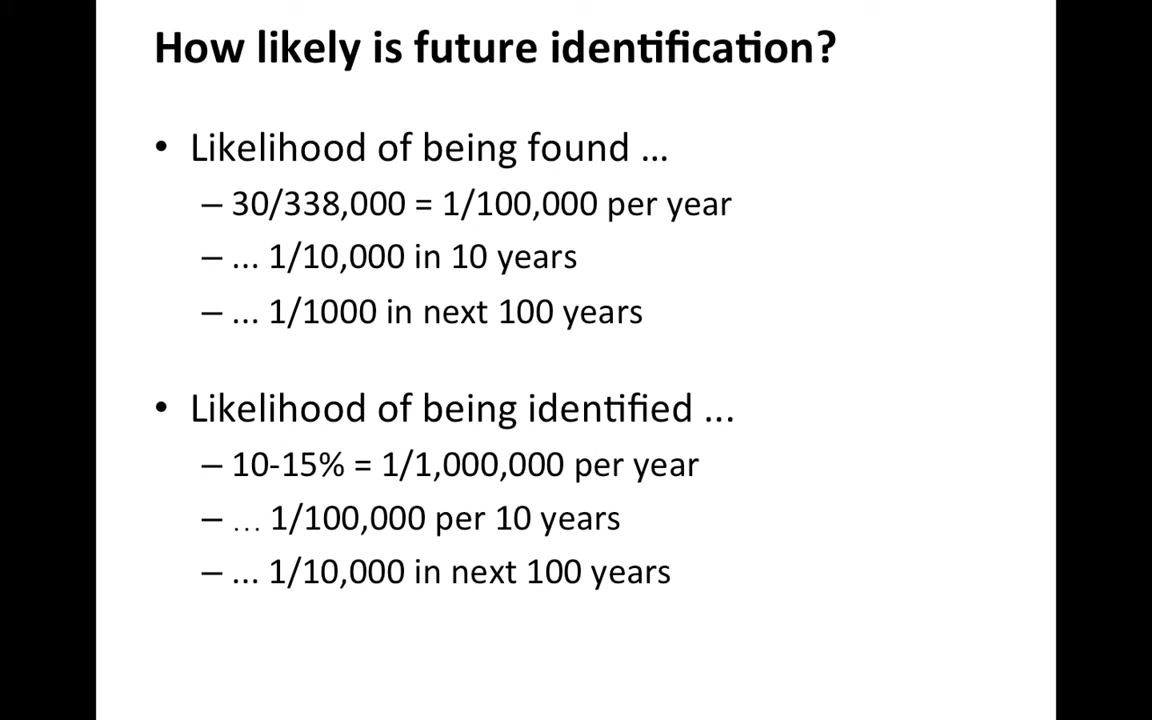 How likely is future identification?
• Likelihood of being found ...
– 30/338,000 = 1/100,000 per year
– ... 1/10,000 in 10 years
– ... 1/1000 in next 100 years
• Likelihood of being identified ...
– 10-15% = 1/1,000,000 per year
– ... 1/100,000 per 10 years
– ... 1/10,000 in next 100 years